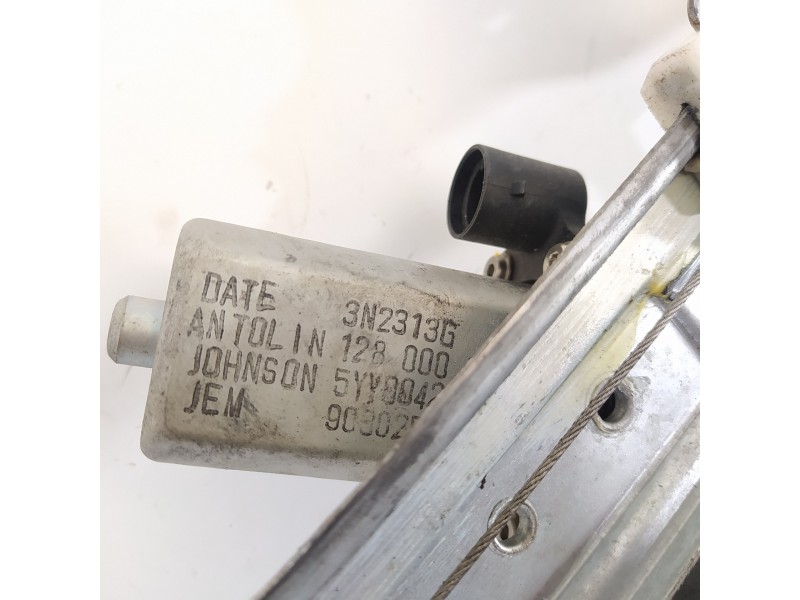 DATE 3N2313G
ANTOLIN 128 000
JOHNSON
JEM